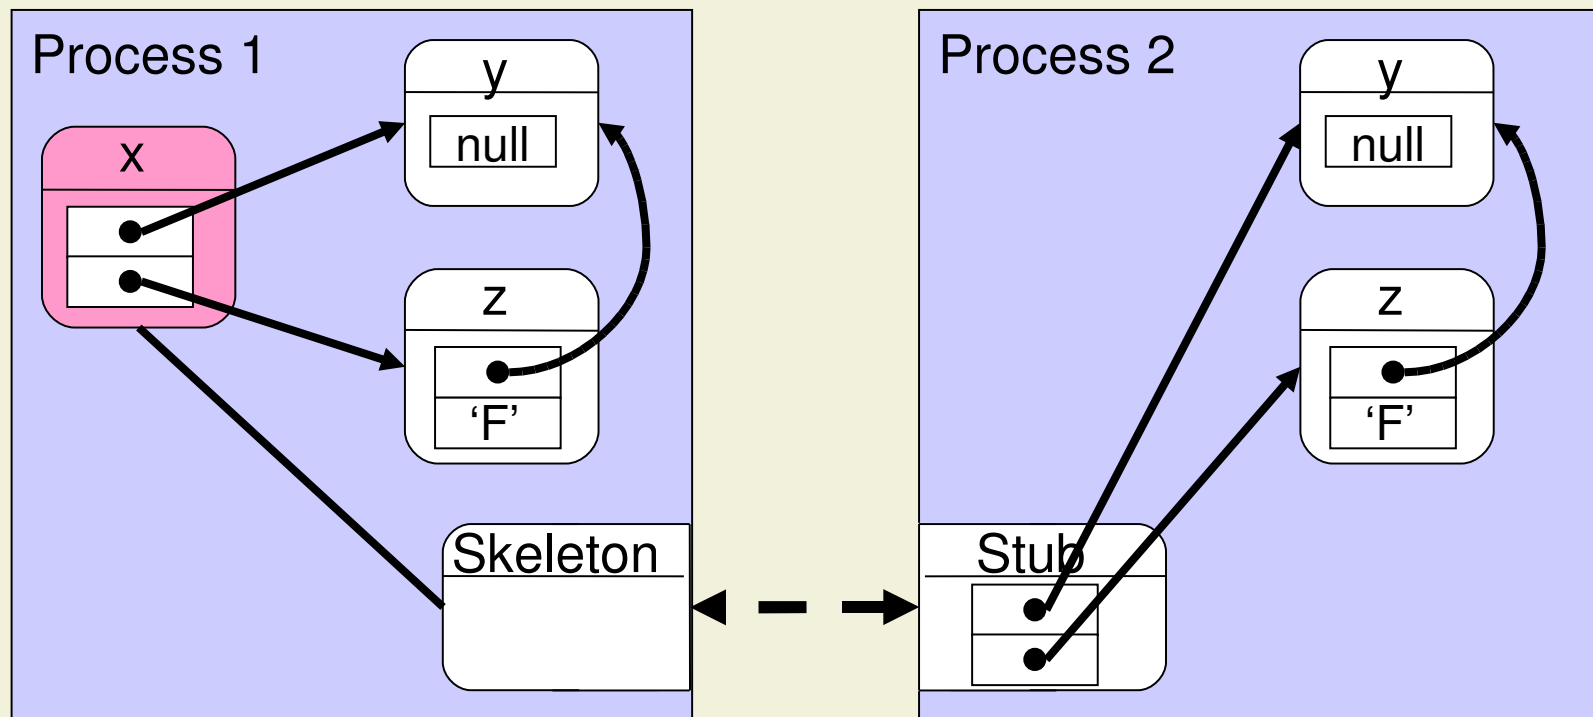 Process 1
x
y
null
z
‘F’
Skeleton
Process 2
y
null
z
‘F’
Stub